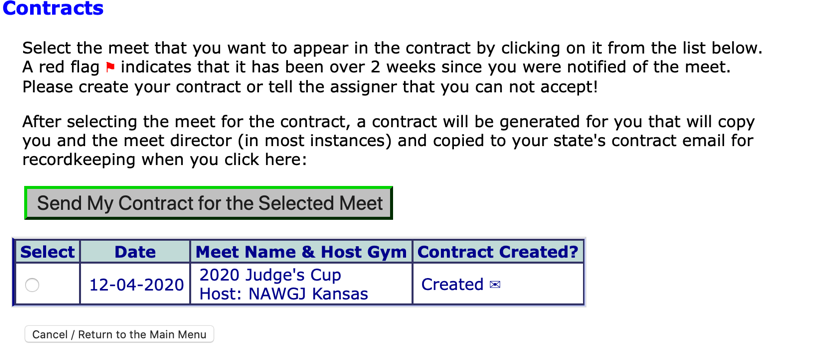 Contracts
Select the meet that you want to appear in the contract by clicking on it from the list below.
A red flag ⚑ indicates that it has been over 2 weeks since you were notified of the meet.
Please create your contract or tell the assigner that you can not accept!
After selecting the meet for the contract, a contract will be generated for you that will copy
you and the meet director (in most instances) and copied to your state's contract email for
recordkeeping when you click here:
Send My Contract for the Selected Meet
Select Date Meet Name & Host Gym Contract Created?
12-04-2020 2020 Judge's Cup Created ✉
Host: NAWGJ Kansas
Cancel / Return to the Main Menu